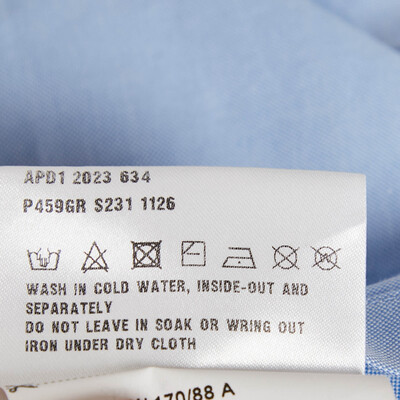 APD1 2023 634
P459GR S231 1126
WASH IN COLD WATER, INSIDE-OUT AND
SEPARATELY
DO NOT LEAVE IN SOAK OR WRING OUT
IRON UNDER DRY CLOTH
170/88 A